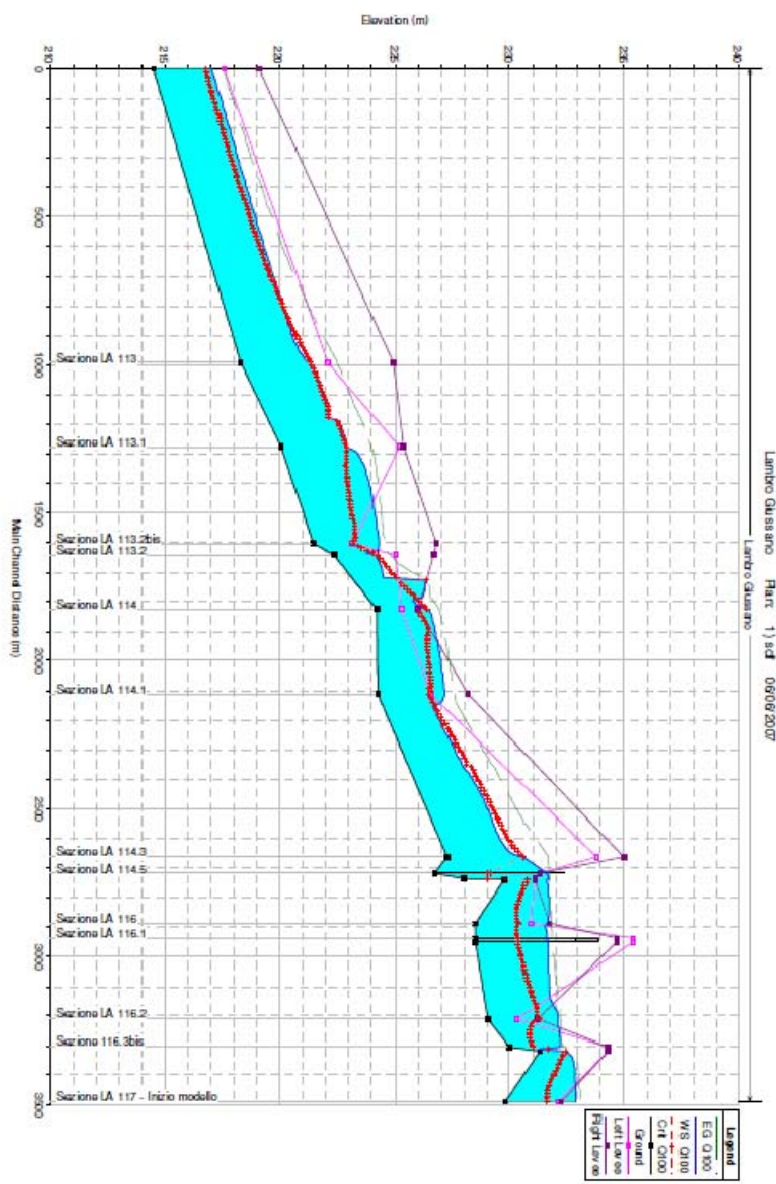 Lambro Giussano
1) sdf 06/06/2007
Lambro Giussano
Elevation (m)
240
235
230
225
220
215
210
0
500
1000
1500
2000
2500
3000
3500
Main Channel Distance (m)
Sezione LA 113
Sezione LA 113.1
Sezione LA 113.2bis
Sezione LA 113.2
Sezione LA 114
Sezione LA 114.1
Sezione LA 114.3
Sezione LA 114.5
Sezione LA 116
Sezione LA 116.1
Sezione LA 116.2
Sezione 116.3bis
Sezione LA 117 - Inizio modello
Legend
EG Q100
WS Q100
Crit Q100
Ground
Left Levee
Right Levee